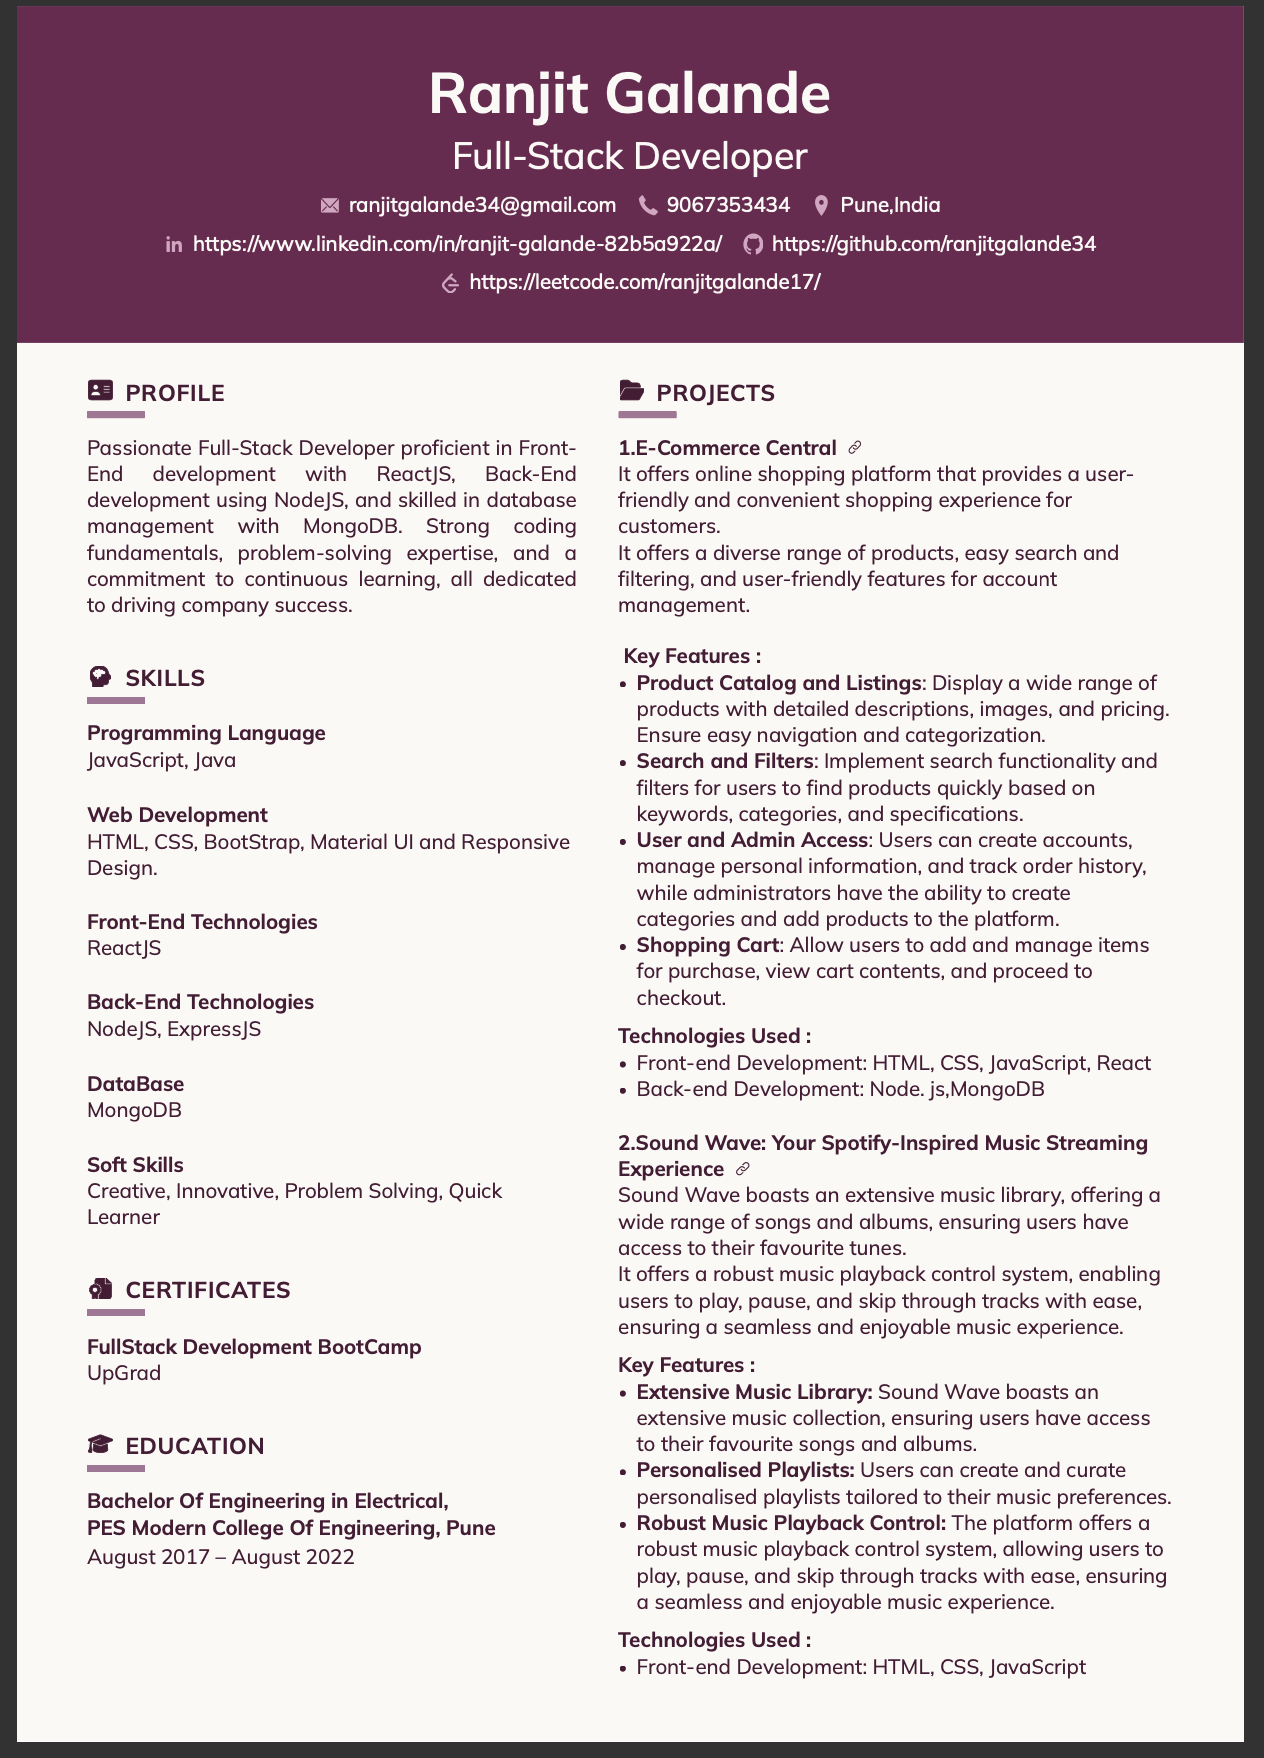 Ranjit Galande
Full-Stack Developer
ranjitgalande34@gmail.com 9067353434 Pune,India
https://www.linkedin.com/in/ranjit-galande-82b5a922a/ https://github.com/ranjitgalande34
https://leetcode.com/ranjitgalande17/
PROFILE
Passionate Full-Stack Developer proficient in Front-
End development with ReactJS, Back-End
development using NodeJS, and skilled in database
management with MongoDB. Strong coding
fundamentals, problem-solving expertise, and a
commitment to continuous learning, all dedicated
to driving company success.
SKILLS
Programming Language
JavaScript, Java
Web Development
HTML, CSS, BootStrap, Material UI and Responsive
Design.
Front-End Technologies
ReactJS
Back-End Technologies
NodeJS, ExpressJS
DataBase
MongoDB
Soft Skills
Creative, Innovative, Problem Solving, Quick
Learner
CERTIFICATES
FullStack Development BootCamp
UpGrad
EDUCATION
Bachelor Of Engineering in Electrical,
PES Modern College Of Engineering, Pune
August 2017 – August 2022
PROJECTS
1.E-Commerce Central
It offers online shopping platform that provides a user-
friendly and convenient shopping experience for
customers.
It offers a diverse range of products, easy search and
filtering, and user-friendly features for account
management.
Key Features :
• Product Catalog and Listings: Display a wide range of
products with detailed descriptions, images, and pricing.
Ensure easy navigation and categorization.
• Search and Filters: Implement search functionality and
filters for users to find products quickly based on
keywords, categories, and specifications.
• User and Admin Access: Users can create accounts,
manage personal information, and track order history,
while administrators have the ability to create
categories and add products to the platform.
• Shopping Cart: Allow users to add and manage items
for purchase, view cart contents, and proceed to
checkout.
Technologies Used :
• Front-end Development: HTML, CSS, JavaScript, React
• Back-end Development: Node. js,MongoDB
2.Sound Wave: Your Spotify-Inspired Music Streaming
Experience
Sound Wave boasts an extensive music library, offering a
wide range of songs and albums, ensuring users have
access to their favourite tunes.
It offers a robust music playback control system, enabling
users to play, pause, and skip through tracks with ease,
ensuring a seamless and enjoyable music experience.
Key Features :
• Extensive Music Library: Sound Wave boasts an
extensive music collection, ensuring users have access
to their favourite songs and albums.
• Personalised Playlists: Users can create and curate
personalised playlists tailored to their music preferences.
• Robust Music Playback Control: The platform offers a
robust music playback control system, allowing users to
play, pause, and skip through tracks with ease, ensuring
a seamless and enjoyable music experience.
Technologies Used :
• Front-end Development: HTML, CSS, JavaScript